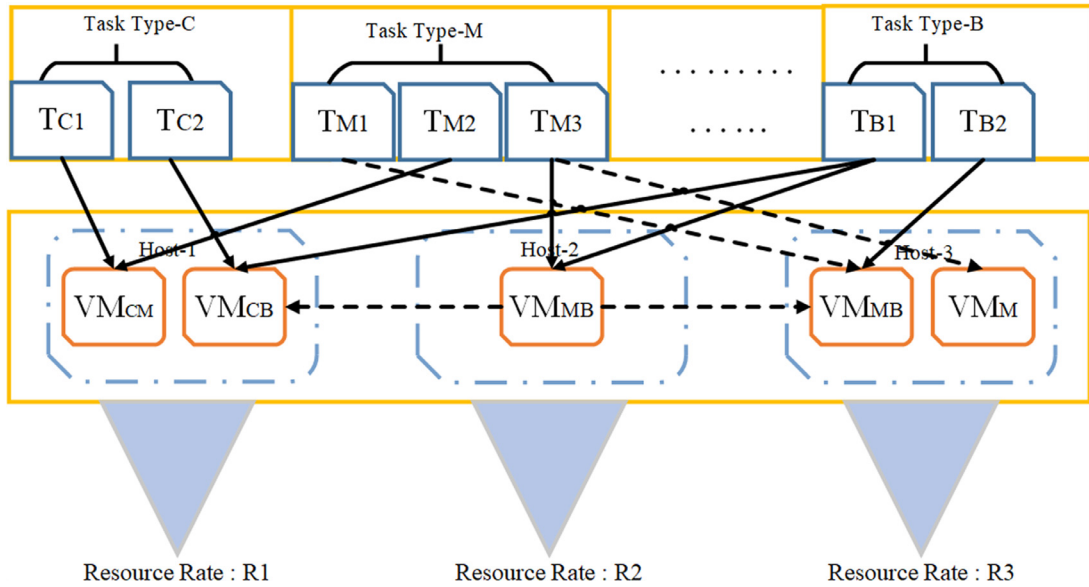 Task Type-C
Task Type-M
Task Type-B
. . . . . . . . . .
TC1
TC2
TM1
TM2
TM3
......
TB1
TB2
Host-1
Host-2
Host-3
VMCM
VMCB
VMMB
VMMB
VMM
Resource Rate : R1
Resource Rate : R2
Resource Rate : R3